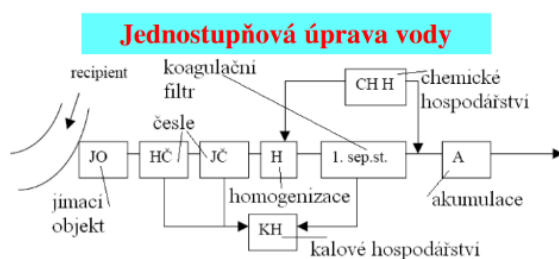 Jednostupňová úprava vody
recipient
koagulační
filtr
CH H
chemické
hospodářství
česle
JO
HČ
JČ
H
1. sep.st.
A
jímací
objekt
homogenizace
akumulace
KH
kalové hospodářství